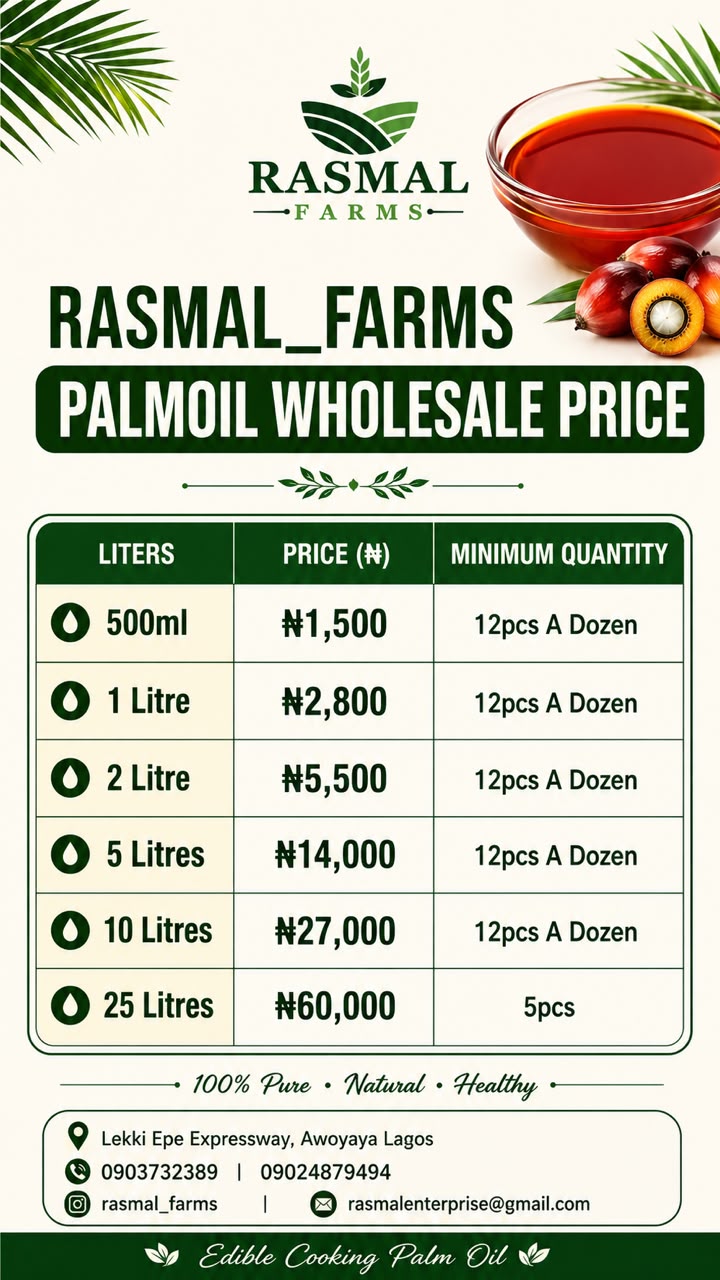 RASMAL
FARMS
RASMAL_FARMS
PALMOIL WHOLESALE PRICE
LITERS PRICE (₦) MINIMUM QUANTITY
500ml ₦1,500 12pcs A Dozen
1 Litre ₦2,800 12pcs A Dozen
2 Litre ₦5,500 12pcs A Dozen
5 Litres ₦14,000 12pcs A Dozen
10 Litres ₦27,000 12pcs A Dozen
25 Litres ₦60,000 5pcs
100% Pure • Natural • Healthy
Lekki Epe Expressway, Awoyaya Lagos
0903732389 | 09024879494
rasmal_farms | rasmalenterprise@gmail.com
Edible Cooking Palm Oil